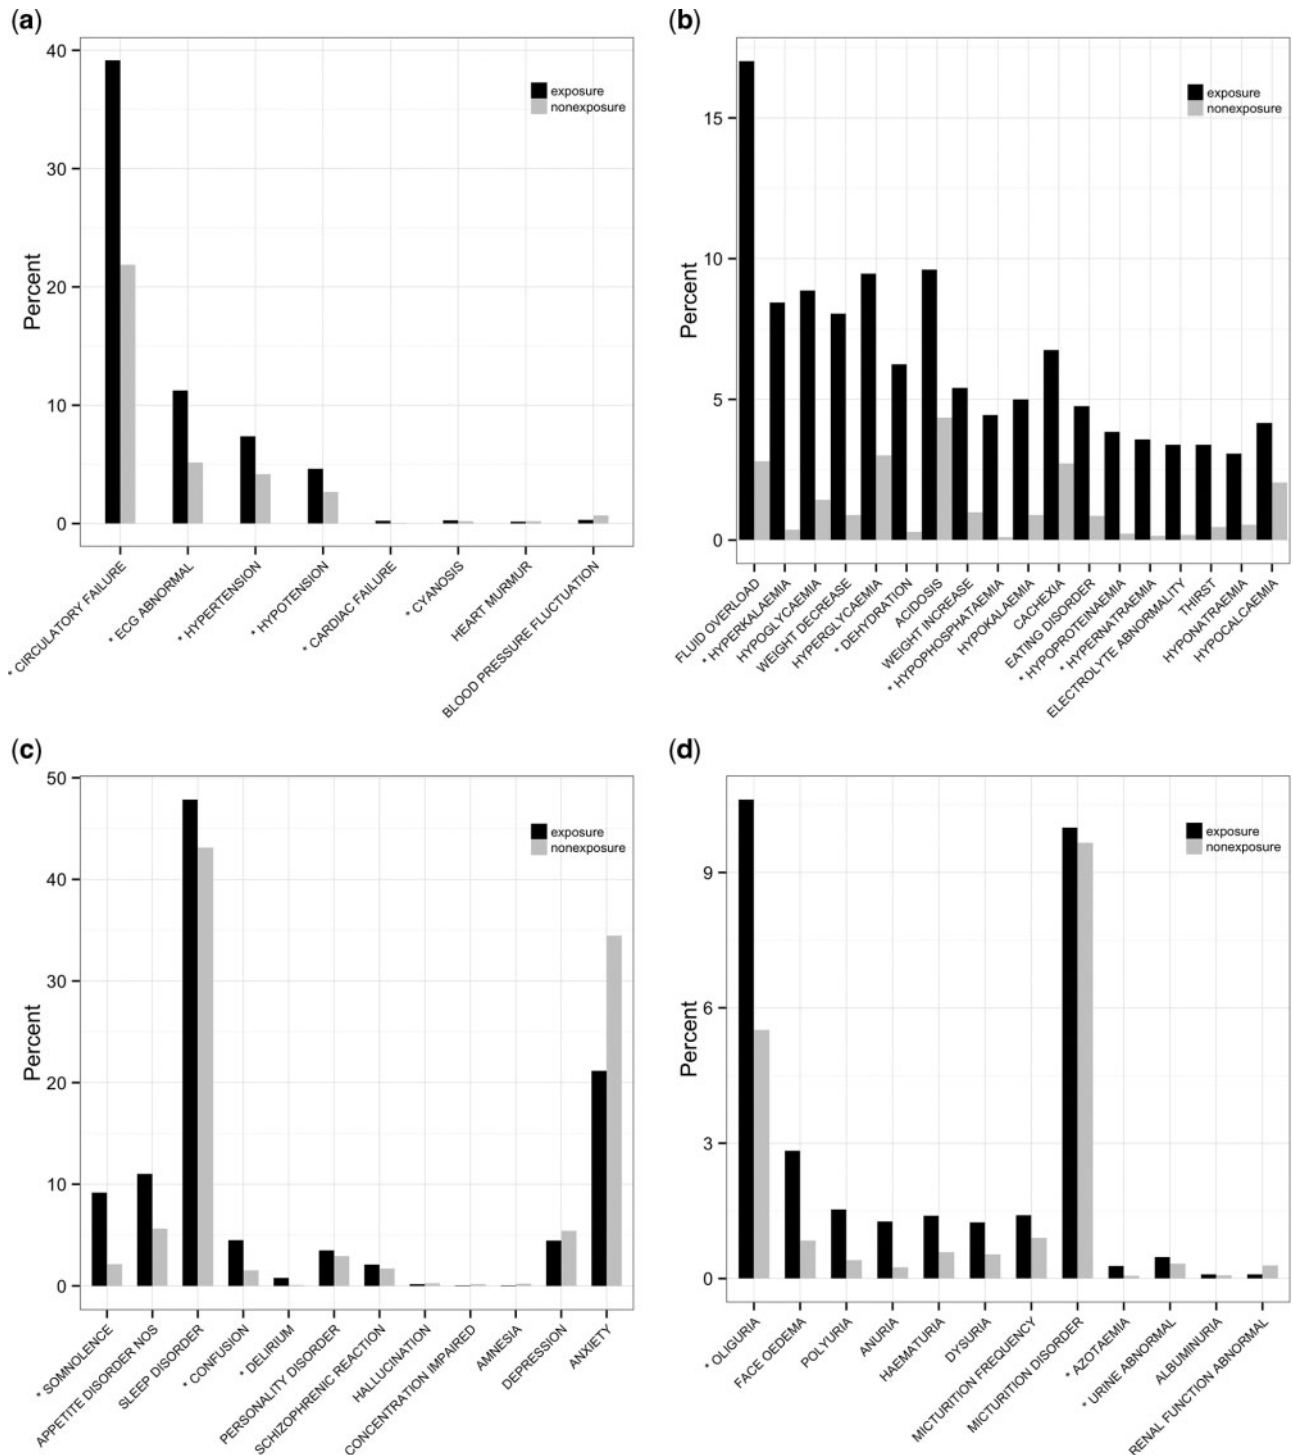 (a)
40
30
20
10
0
Percent
exposure
nonexposure
* CIRCULATORY FAILURE
* ECG ABNORMAL
* HYPERTENSION
* HYPOTENSION
* CARDIAC FAILURE
* CYANOSIS
HEART MURMUR
BLOOD PRESSURE FLUCTUATION
(b)
15
10
5
0
Percent
exposure
nonexposure
FLUID OVERLOAD
* HYPERKALAEMIA
HYPOGLYCAEMIA
WEIGHT DECREASE
HYPERGLYCAEMIA
* DEHYDRATION
ACIDOSIS
WEIGHT INCREASE
* HYPOPHOSPHATAEMIA
HYPOKALAEMIA
CACHEXIA
EATING DISORDER
* HYPOPROTEINAEMIA
* HYPERNATRAEMIA
ELECTROLYTE ABNORMALITY
THIRST
HYPONATRAEMIA
HYPOCALCAEMIA
(c)
50
40
30
20
10
0
Percent
exposure
nonexposure
* SOMNOLENCE
APPETITE DISORDER NOS
SLEEP DISORDER
* CONFUSION
* DELIRIUM
PERSONALITY DISORDER
SCHIZOPHRENIC REACTION
HALLUCINATION
CONCENTRATION IMPAIRED
AMNESIA
DEPRESSION
ANXIETY
(d)
9
6
3
0
Percent
exposure
nonexposure
* OLIGURIA
FACE OEDEMA
POLYURIA
ANURIA
HAEMATURIA
DYSURIA
MICTURITION FREQUENCY
MICTURITION DISORDER
* AZOTAEMIA
* URINE ABNORMAL
ALBUMINURIA
RENAL FUNCTION ABNORMAL